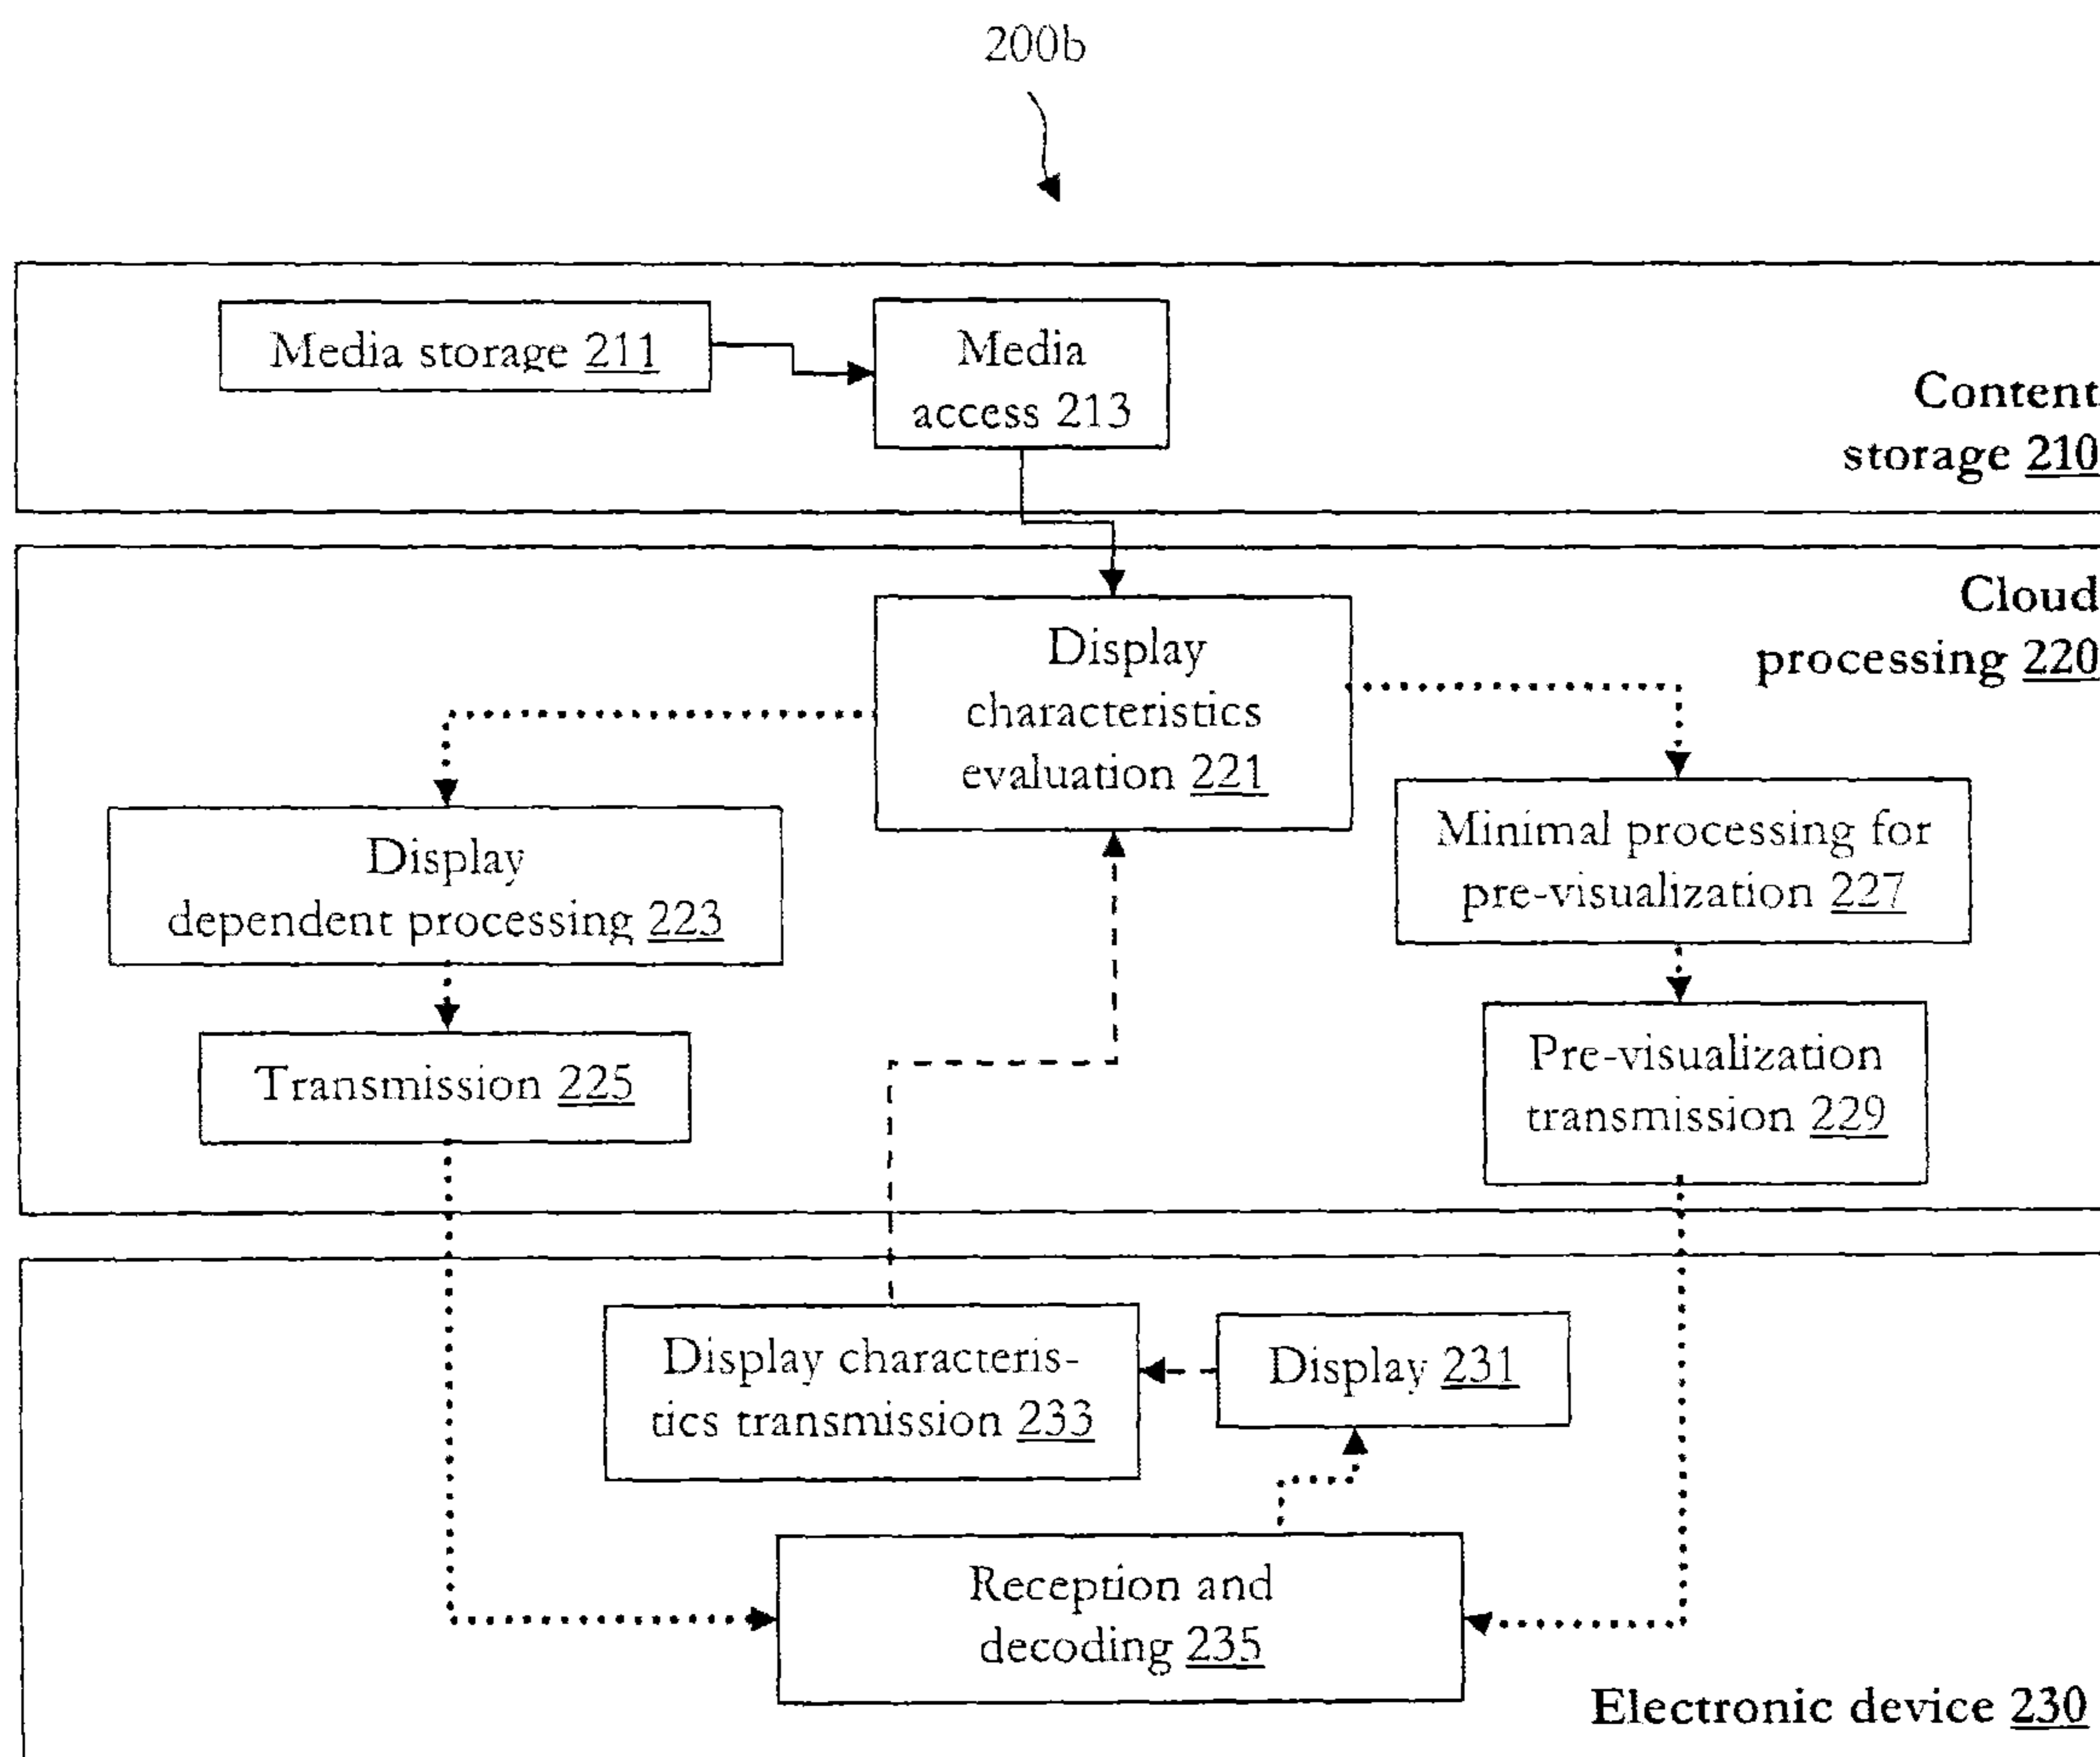 200b
Media storage 211
Media
access 213
Content
storage 210
Cloud
processing 220
Display
characteristics
evaluation 221
Display
dependent processing 223
Minimal processing for
pre-visualization 227
Transmission 225
Pre-visualization
transmission 229
Display characteris-
tics transmission 233
Display 231
Reception and
decoding 235
Electronic device 230